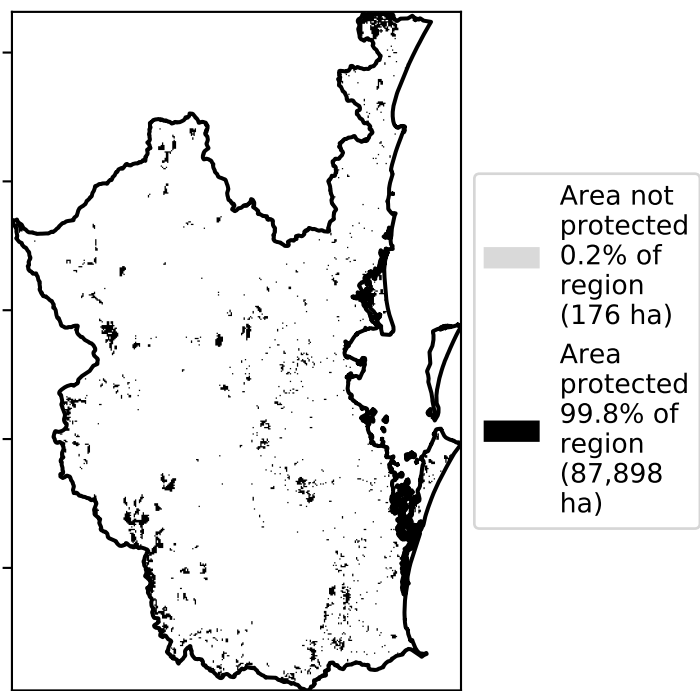 Area not
protected
0.2% of
region
(176 ha)
Area
protected
99.8% of
region
(87,898
ha)